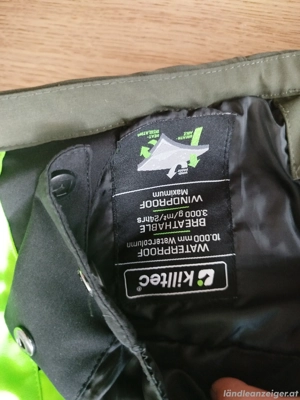 killtec
WATERPROOF
10.000 mm Watercolumn
BREATHABLE
3.000 g/m²/24hrs
WINDPROOF
Maximum
ländleanzeiger.at